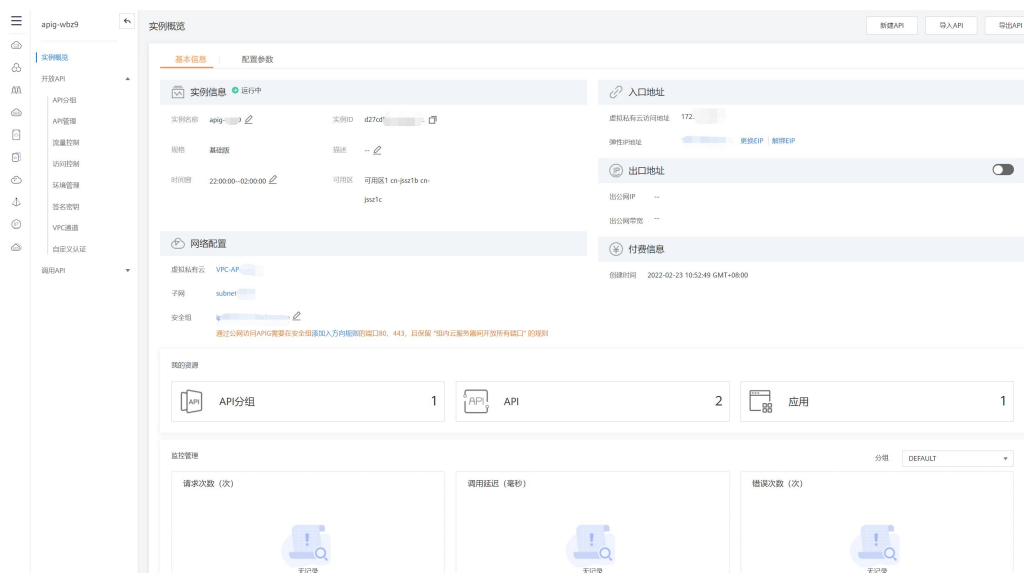 apig-wbz9
实例概览
新建API
导入API
导出API
实例概览
开放API
API分组
API管理
流量控制
访问控制
环境管理
签名密钥
VPC通道
自定义认证
调用API
基本信息
配置参数
实例信息 运行中
实例名称 apig-
实例ID d27cd
规格 基础版
描述 --
时间窗 22:00:00--02:00:00
可用区 可用区1 cn-jssz1b cn-
jssz1c
网络配置
虚拟私有云 VPC-AP
子网 subnet
安全组
通过公网访问APIG需要在安全组添加入方向规则的端口80、443，且保留 "组内云服务器间开放所有端口" 的规则
入口地址
虚拟私有云访问地址 172.
弹性IP地址 更换EIP 解绑EIP
出口地址
出公网IP --
出公网带宽 --
付费信息
创建时间 2022-02-23 10:52:49 GMT+08:00
我的资源
API分组 1
API 2
应用 1
监控管理
分组 DEFAULT
请求次数（次）
调用延迟（毫秒）
错误次数（次）
无记录
无记录
无记录